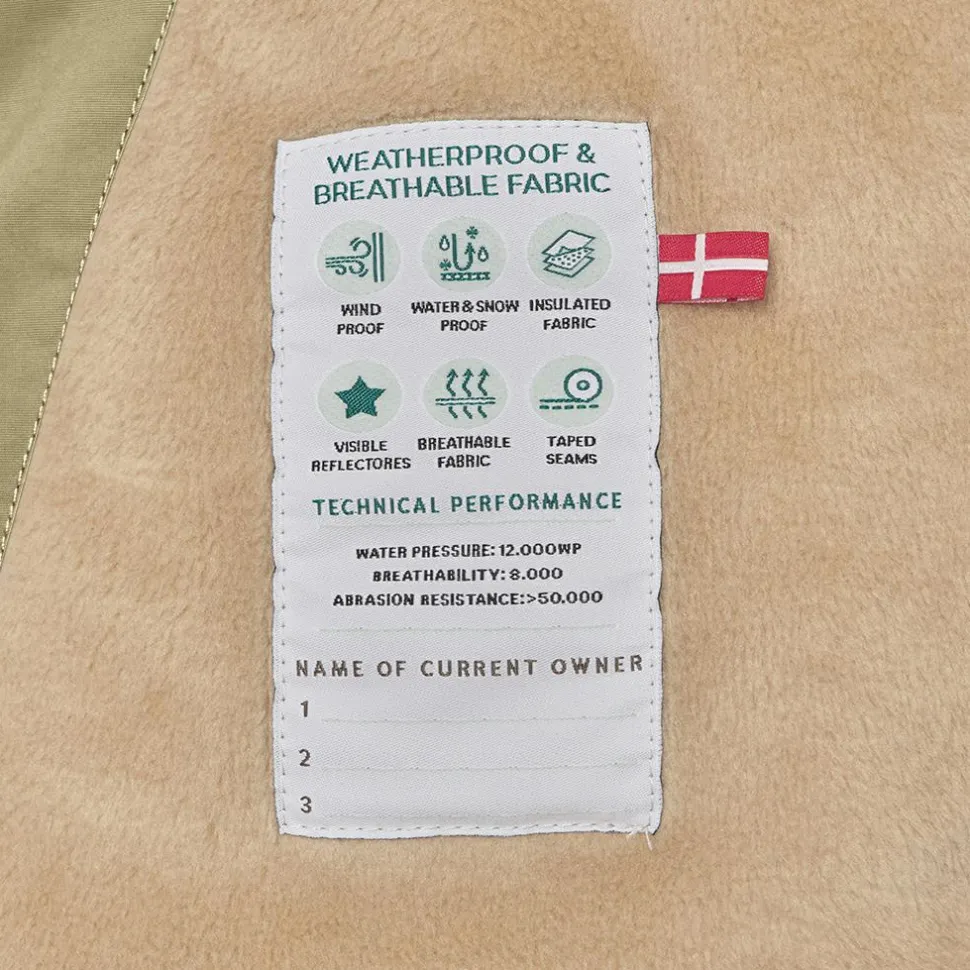 WEATHERPROOF &
BREATHABLE FABRIC
WIND
PROOF
WATER & SNOW
PROOF
INSULATED
FABRIC
VISIBLE
REFLECTORES
BREATHABLE
FABRIC
TAPED
SEAMS
TECHNICAL PERFORMANCE
WATER PRESSURE: 12.000WP
BREATHABILITY: 8.000
ABRASION RESISTANCE:>50.000
NAME OF CURRENT OWNER
1
2
3